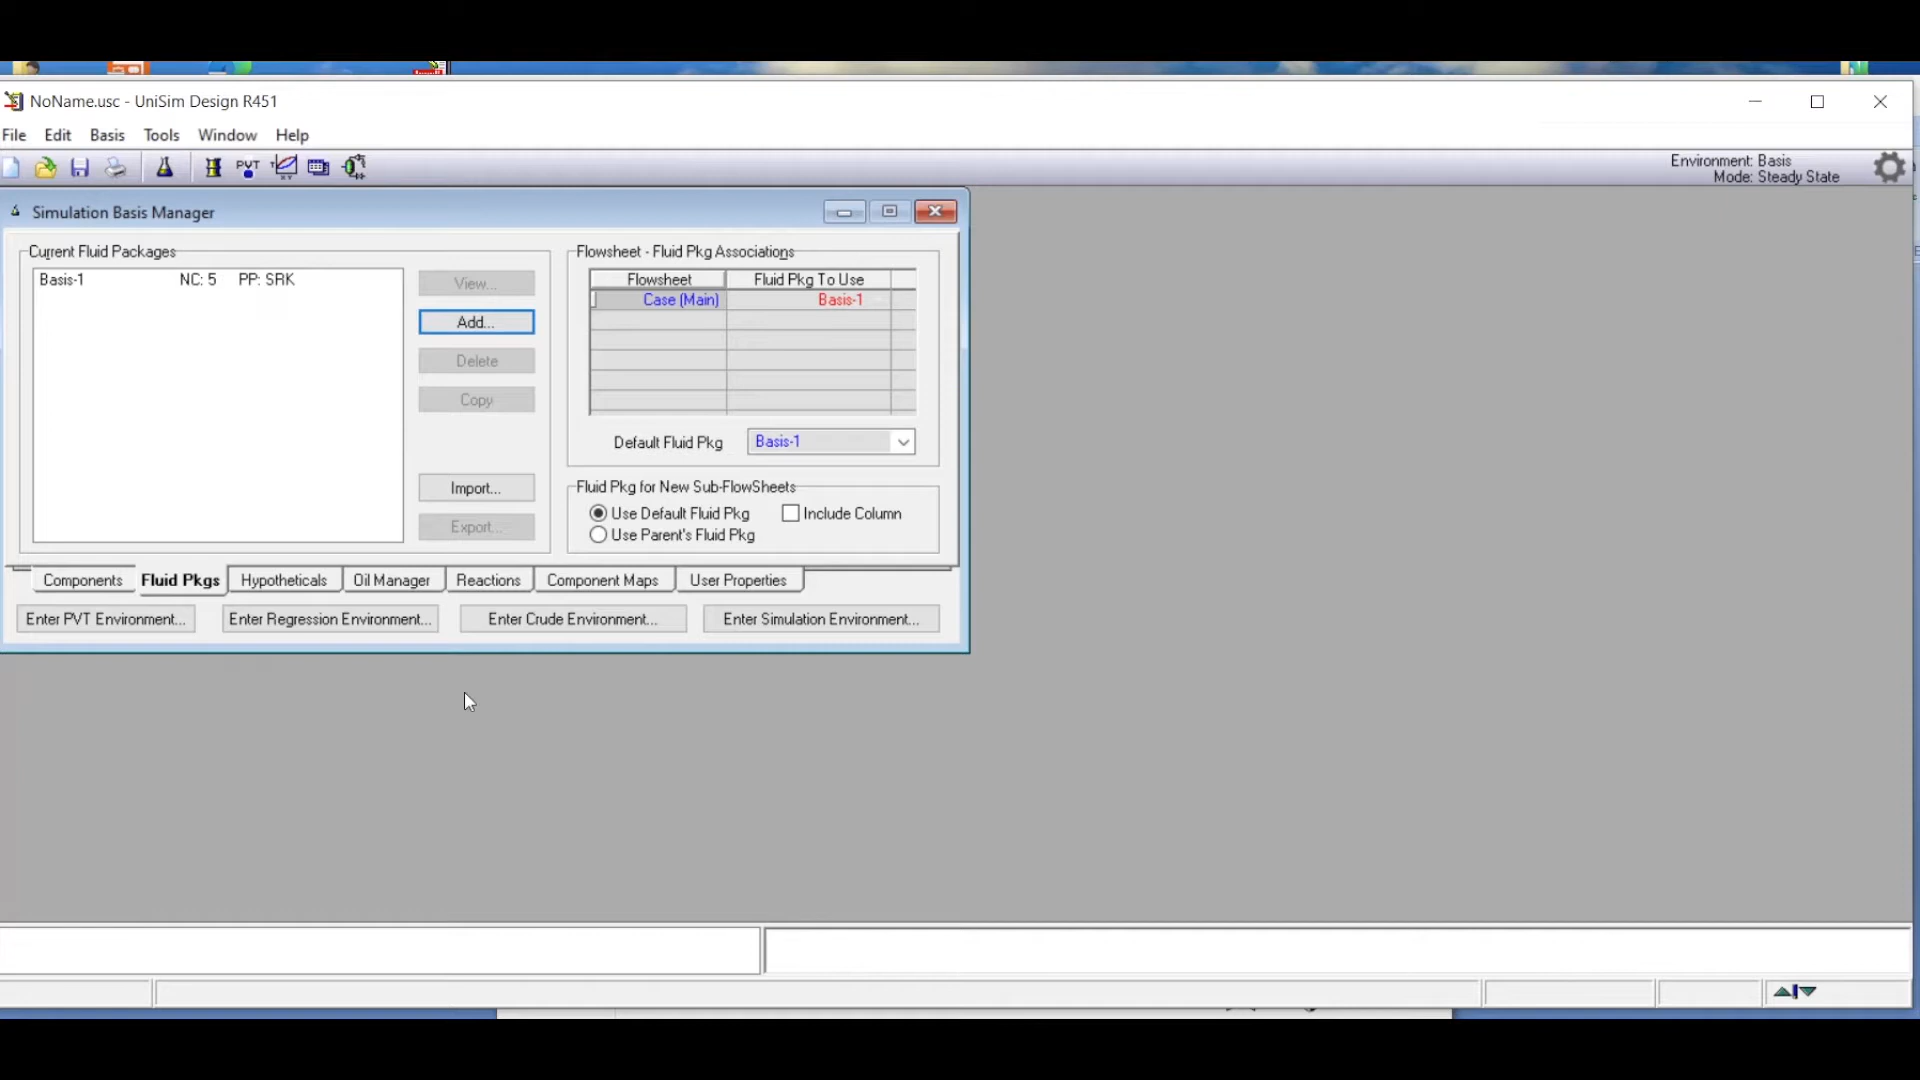 NoName.usc - UniSim Design R451
File Edit Basis Tools Window Help
PVT
Environment: Basis
Mode: Steady State
Simulation Basis Manager
Current Fluid Packages
Basis-1 NC: 5 PP: SRK
View...
Add...
Delete
Copy
Import...
Export...
Flowsheet - Fluid Pkg Associations
Flowsheet Fluid Pkg To Use
Case (Main) Basis-1
Default Fluid Pkg Basis-1
Fluid Pkg for New Sub-FlowSheets
Use Default Fluid Pkg Include Column
Use Parent's Fluid Pkg
Components Fluid Pkgs Hypotheticals Oil Manager Reactions Component Maps User Properties
Enter PVT Environment... Enter Regression Environment... Enter Crude Environment... Enter Simulation Environment...